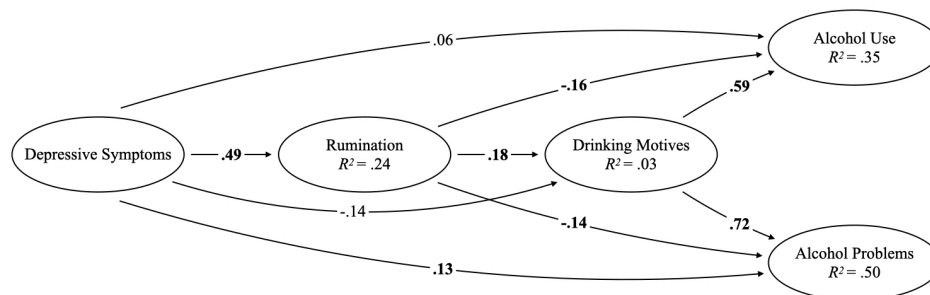 Alcohol Use
R² = .35
.06
-.16
.59
Depressive Symptoms
.49
Rumination
R² = .24
.18
Drinking Motives
R² = .03
-.14
-.14
.72
.13
Alcohol Problems
R² = .50